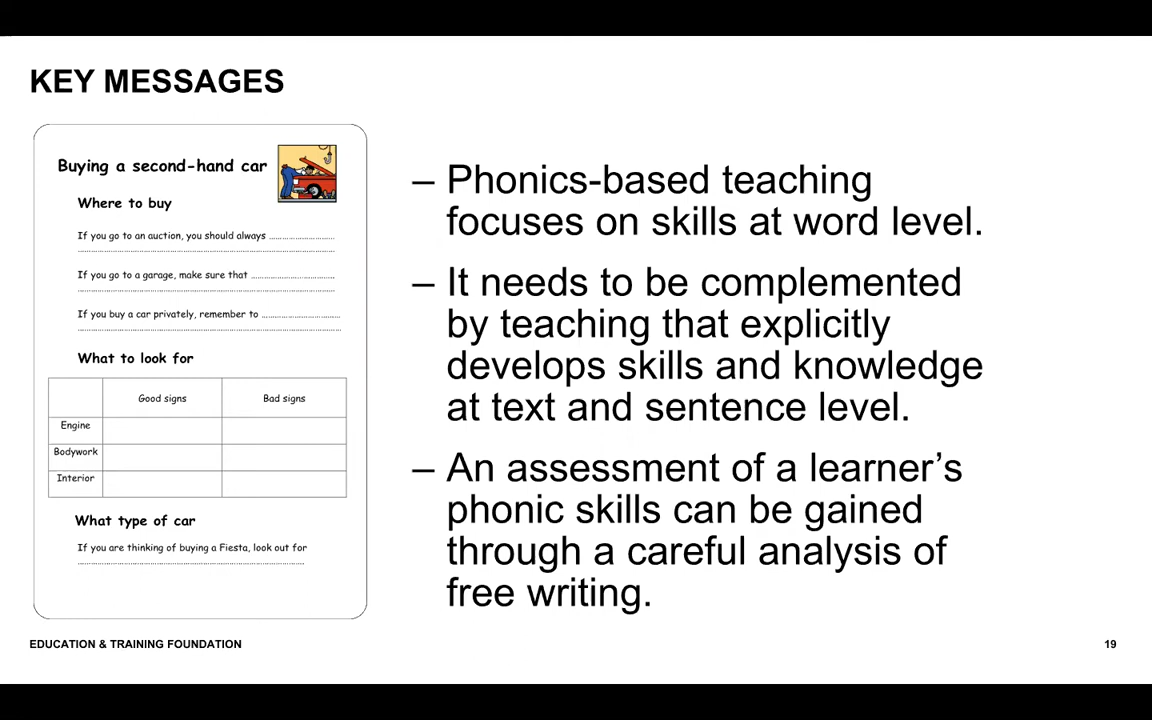 KEY MESSAGES
Buying a second-hand car
Where to buy
If you go to an auction, you should always ..............................
....................................................................................................
If you go to a garage, make sure that ......................................
....................................................................................................
If you buy a car privately, remember to ...................................
....................................................................................................
What to look for
Good signs Bad signs
Engine
Bodywork
Interior
What type of car
If you are thinking of buying a Fiesta, look out for
....................................................................................................
– Phonics-based teaching
focuses on skills at word level.
– It needs to be complemented
by teaching that explicitly
develops skills and knowledge
at text and sentence level.
– An assessment of a learner’s
phonic skills can be gained
through a careful analysis of
free writing.
EDUCATION & TRAINING FOUNDATION
19